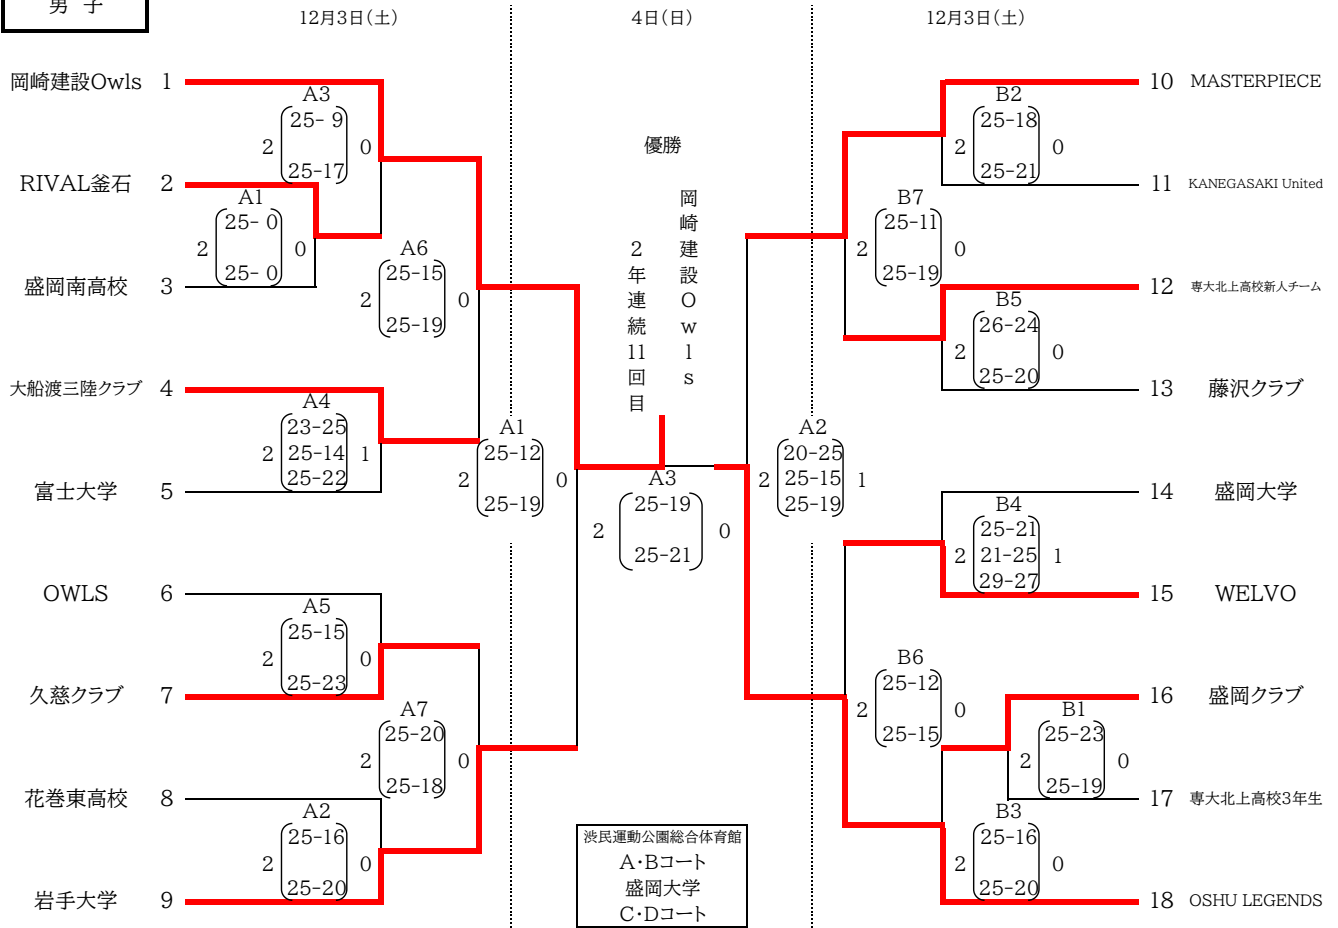 男 子
12月3日(土)
4日(日)
12月3日(土)
岡崎建設Owls 1
A3
25- 9
2 0
25-17
RIVAL釜石 2
A1
25- 0
2 0
25- 0
盛岡南高校 3
A6
25-15
2 0
25-19
大船渡三陸クラブ 4
A4
23-25
2 25-14 1
25-22
富士大学 5
A1
25-12
2 0
25-19
OWLS 6
A5
25-15
2 0
25-23
久慈クラブ 7
A7
25-20
2 0
25-18
花巻東高校 8
A2
25-16
2 0
25-20
岩手大学 9
優勝
岡崎建設Owls
2年連続11回目
A3
25-19
2 0
25-21
渋民運動公園総合体育館
A・Bコート
盛岡大学
C・Dコート
10 MASTERPIECE
B2
25-18
2 0
25-21
11 KANEGASAKI United
B7
25-11
2 0
25-19
12 専大北上高校新人チーム
B5
26-24
2 0
25-20
13 藤沢クラブ
A2
20-25
2 25-15 1
25-19
14 盛岡大学
B4
25-21
2 21-25 1
29-27
15 WELVO
B6
25-12
2 0
25-15
16 盛岡クラブ
B1
25-23
2 0
25-19
17 専大北上高校3年生
B3
25-16
2 0
25-20
18 OSHU LEGENDS